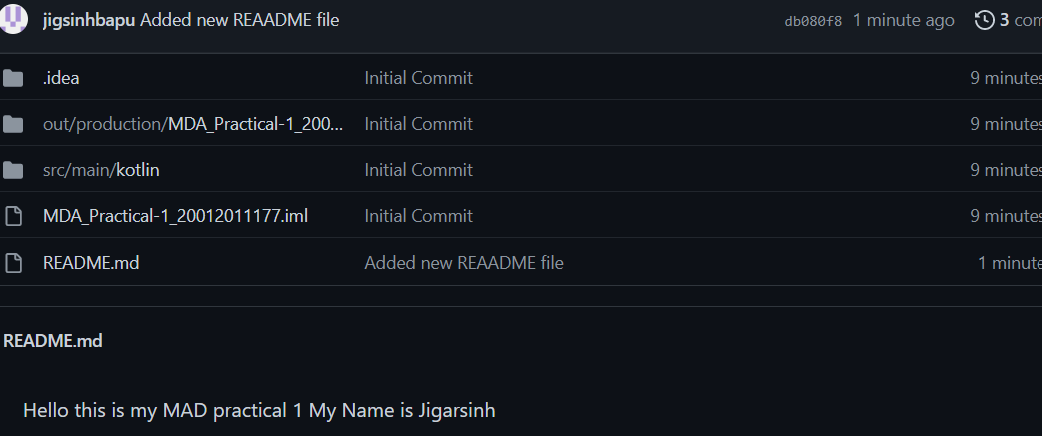 jigsinhbapu Added new REAADME file db080f8 1 minute ago 3 com
.idea Initial Commit 9 minutes
out/production/MDA_Practical-1_200... Initial Commit 9 minutes
src/main/kotlin Initial Commit 9 minutes
MDA_Practical-1_20012011177.iml Initial Commit 9 minutes
README.md Added new REAADME file 1 minute
README.md
Hello this is my MAD practical 1 My Name is Jigarsinh